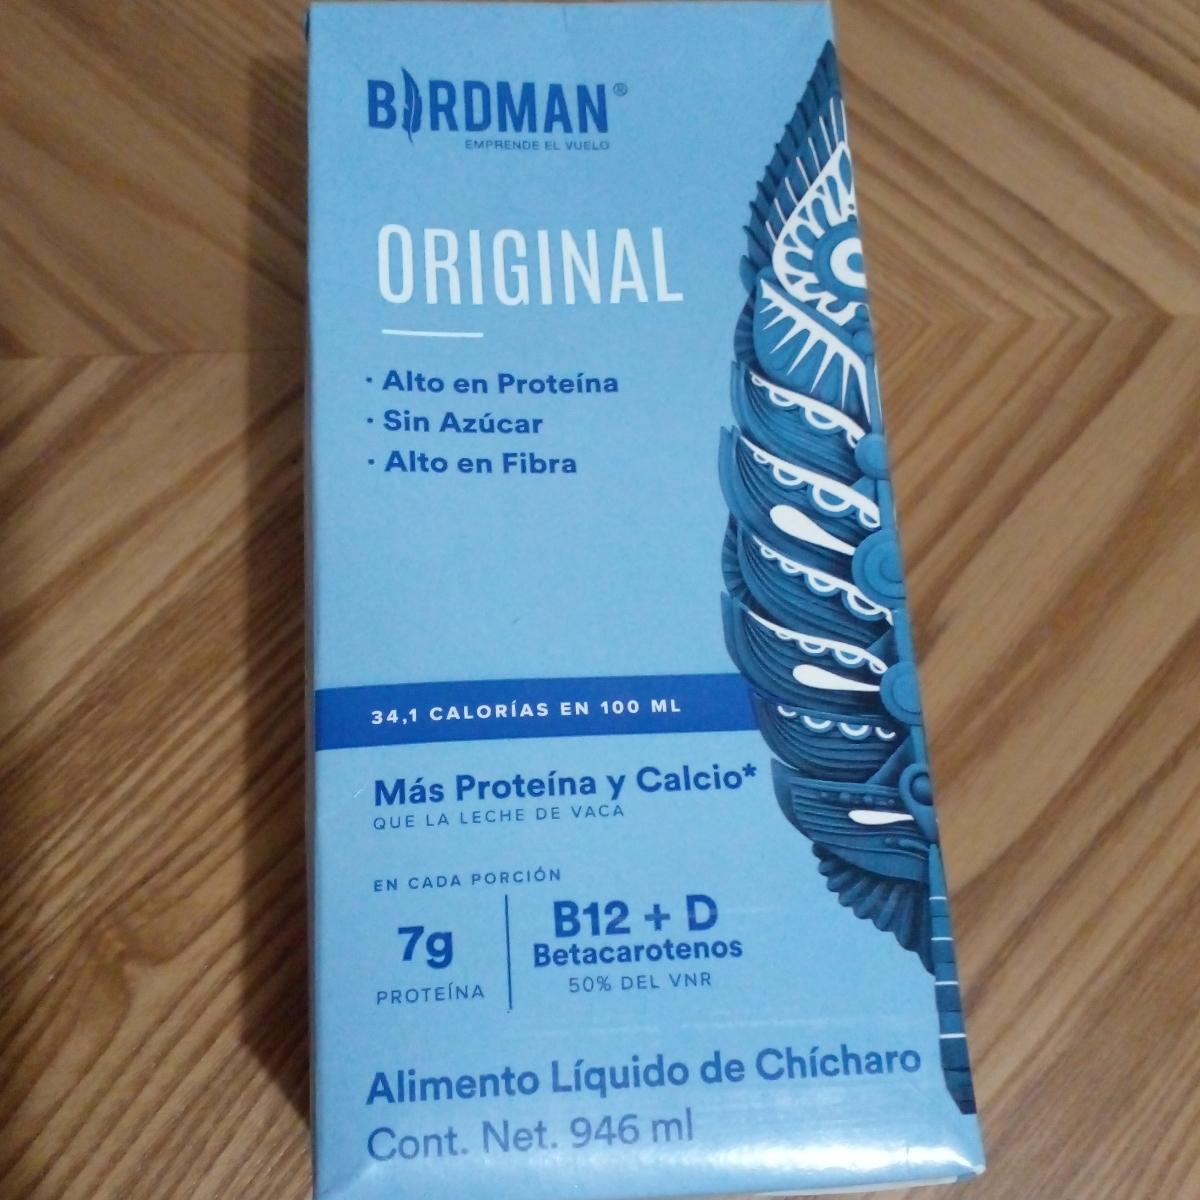 BIRDMAN®
EMPRENDE EL VUELO
ORIGINAL
· Alto en Proteína
· Sin Azúcar
· Alto en Fibra
34,1 CALORÍAS EN 100 ML
Más Proteína y Calcio*
QUE LA LECHE DE VACA
EN CADA PORCIÓN
7g
PROTEÍNA
B12 + D
Betacarotenos
50% DEL VNR
Alimento Líquido de Chícharo
Cont. Net. 946 ml